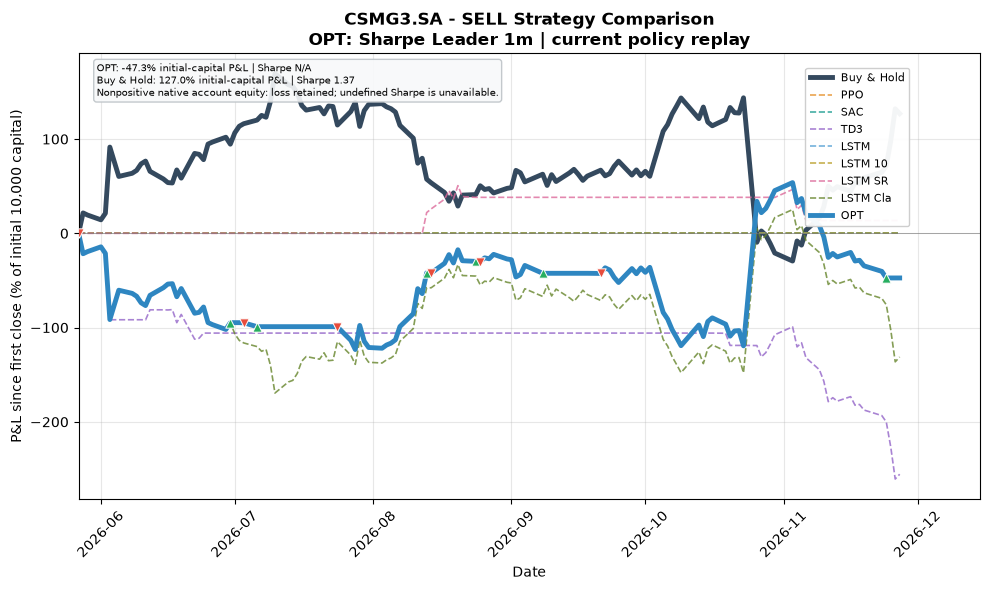 CSMG3.SA - SELL Strategy Comparison
OPT: Sharpe Leader 1m | current policy replay
OPT: -47.3% initial-capital P&L | Sharpe N/A
Buy & Hold: 127.0% initial-capital P&L | Sharpe 1.37
Nonpositive native account equity: loss retained; undefined Sharpe is unavailable.
Buy & Hold
PPO
SAC
TD3
LSTM
LSTM 10
LSTM SR
LSTM Cla
OPT
P&L since first close (% of initial 10,000 capital)
100
0
−100
−200
2026-06
2026-07
2026-08
2026-09
2026-10
2026-11
2026-12
Date